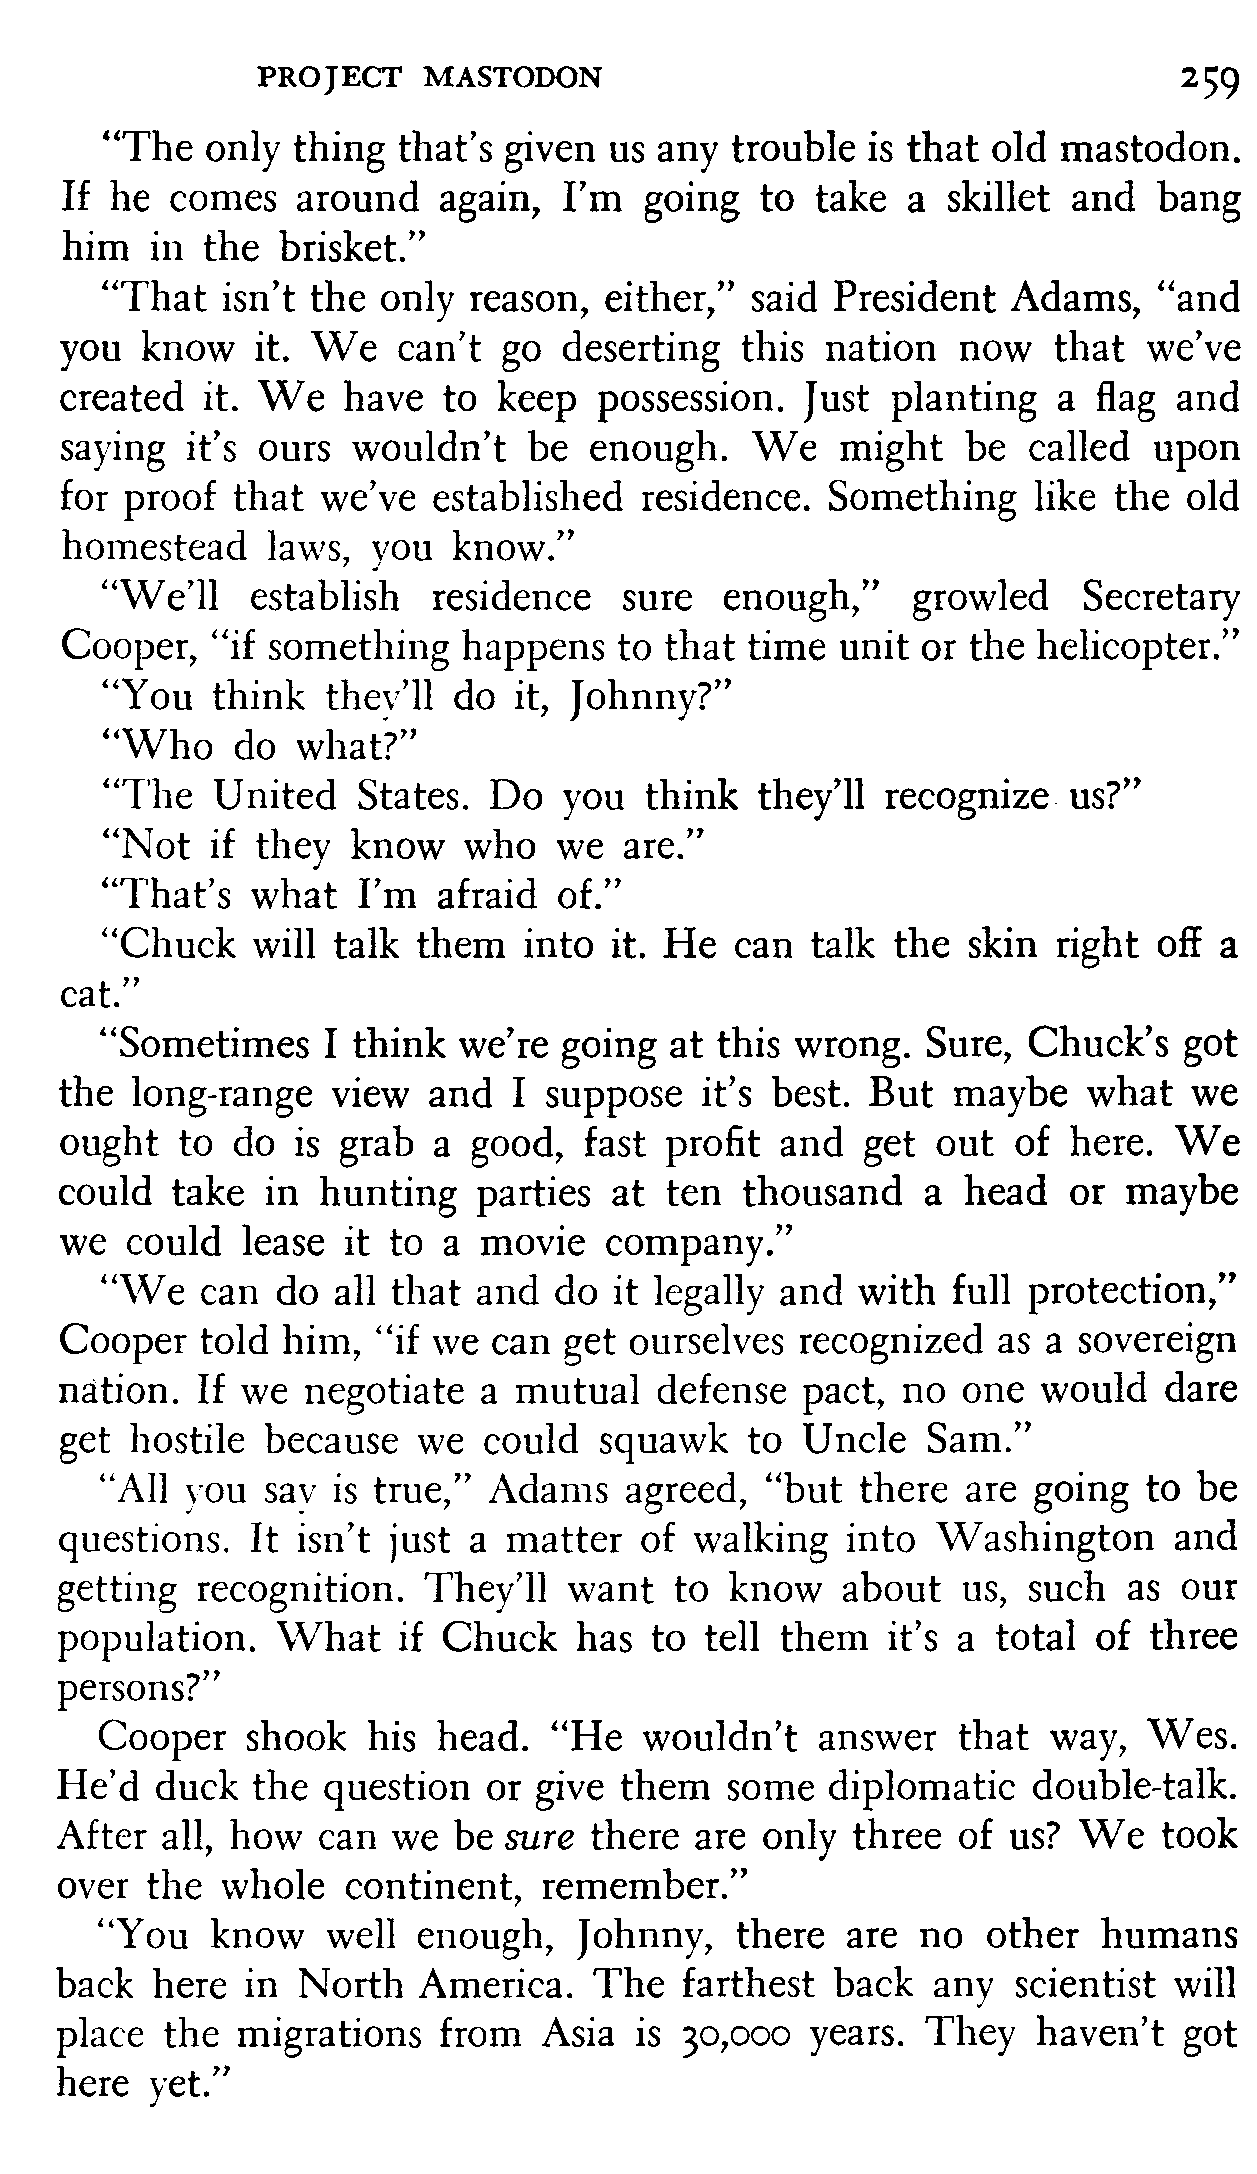 PROJECT MASTODON 259
“The only thing that’s given us any trouble is that old mastodon.
If he comes around again, I’m going to take a skillet and bang
him in the brisket.”
“That isn’t the only reason, either,” said President Adams, “and
you know it. We can’t go deserting this nation now that we’ve
created it. We have to keep possession. Just planting a flag and
saying it’s ours wouldn’t be enough. We might be called upon
for proof that we’ve established residence. Something like the old
homestead laws, you know.”
“We’ll establish residence sure enough,” growled Secretary
Cooper, “if something happens to that time unit or the helicopter.”
“You think they’ll do it, Johnny?”
“Who do what?”
“The United States. Do you think they’ll recognize us?”
“Not if they know who we are.”
“That’s what I’m afraid of.”
“Chuck will talk them into it. He can talk the skin right off a
cat.”
“Sometimes I think we’re going at this wrong. Sure, Chuck’s got
the long-range view and I suppose it’s best. But maybe what we
ought to do is grab a good, fast profit and get out of here. We
could take in hunting parties at ten thousand a head or maybe
we could lease it to a movie company.”
“We can do all that and do it legally and with full protection,”
Cooper told him, “if we can get ourselves recognized as a sovereign
nation. If we negotiate a mutual defense pact, no one would dare
get hostile because we could squawk to Uncle Sam.”
“All you say is true,” Adams agreed, “but there are going to be
questions. It isn’t just a matter of walking into Washington and
getting recognition. They’ll want to know about us, such as our
population. What if Chuck has to tell them it’s a total of three
persons?”
Cooper shook his head. “He wouldn’t answer that way, Wes.
He’d duck the question or give them some diplomatic double-talk.
After all, how can we be sure there are only three of us? We took
over the whole continent, remember.”
“You know well enough, Johnny, there are no other humans
back here in North America. The farthest back any scientist will
place the migrations from Asia is 30,000 years. They haven’t got
here yet.”